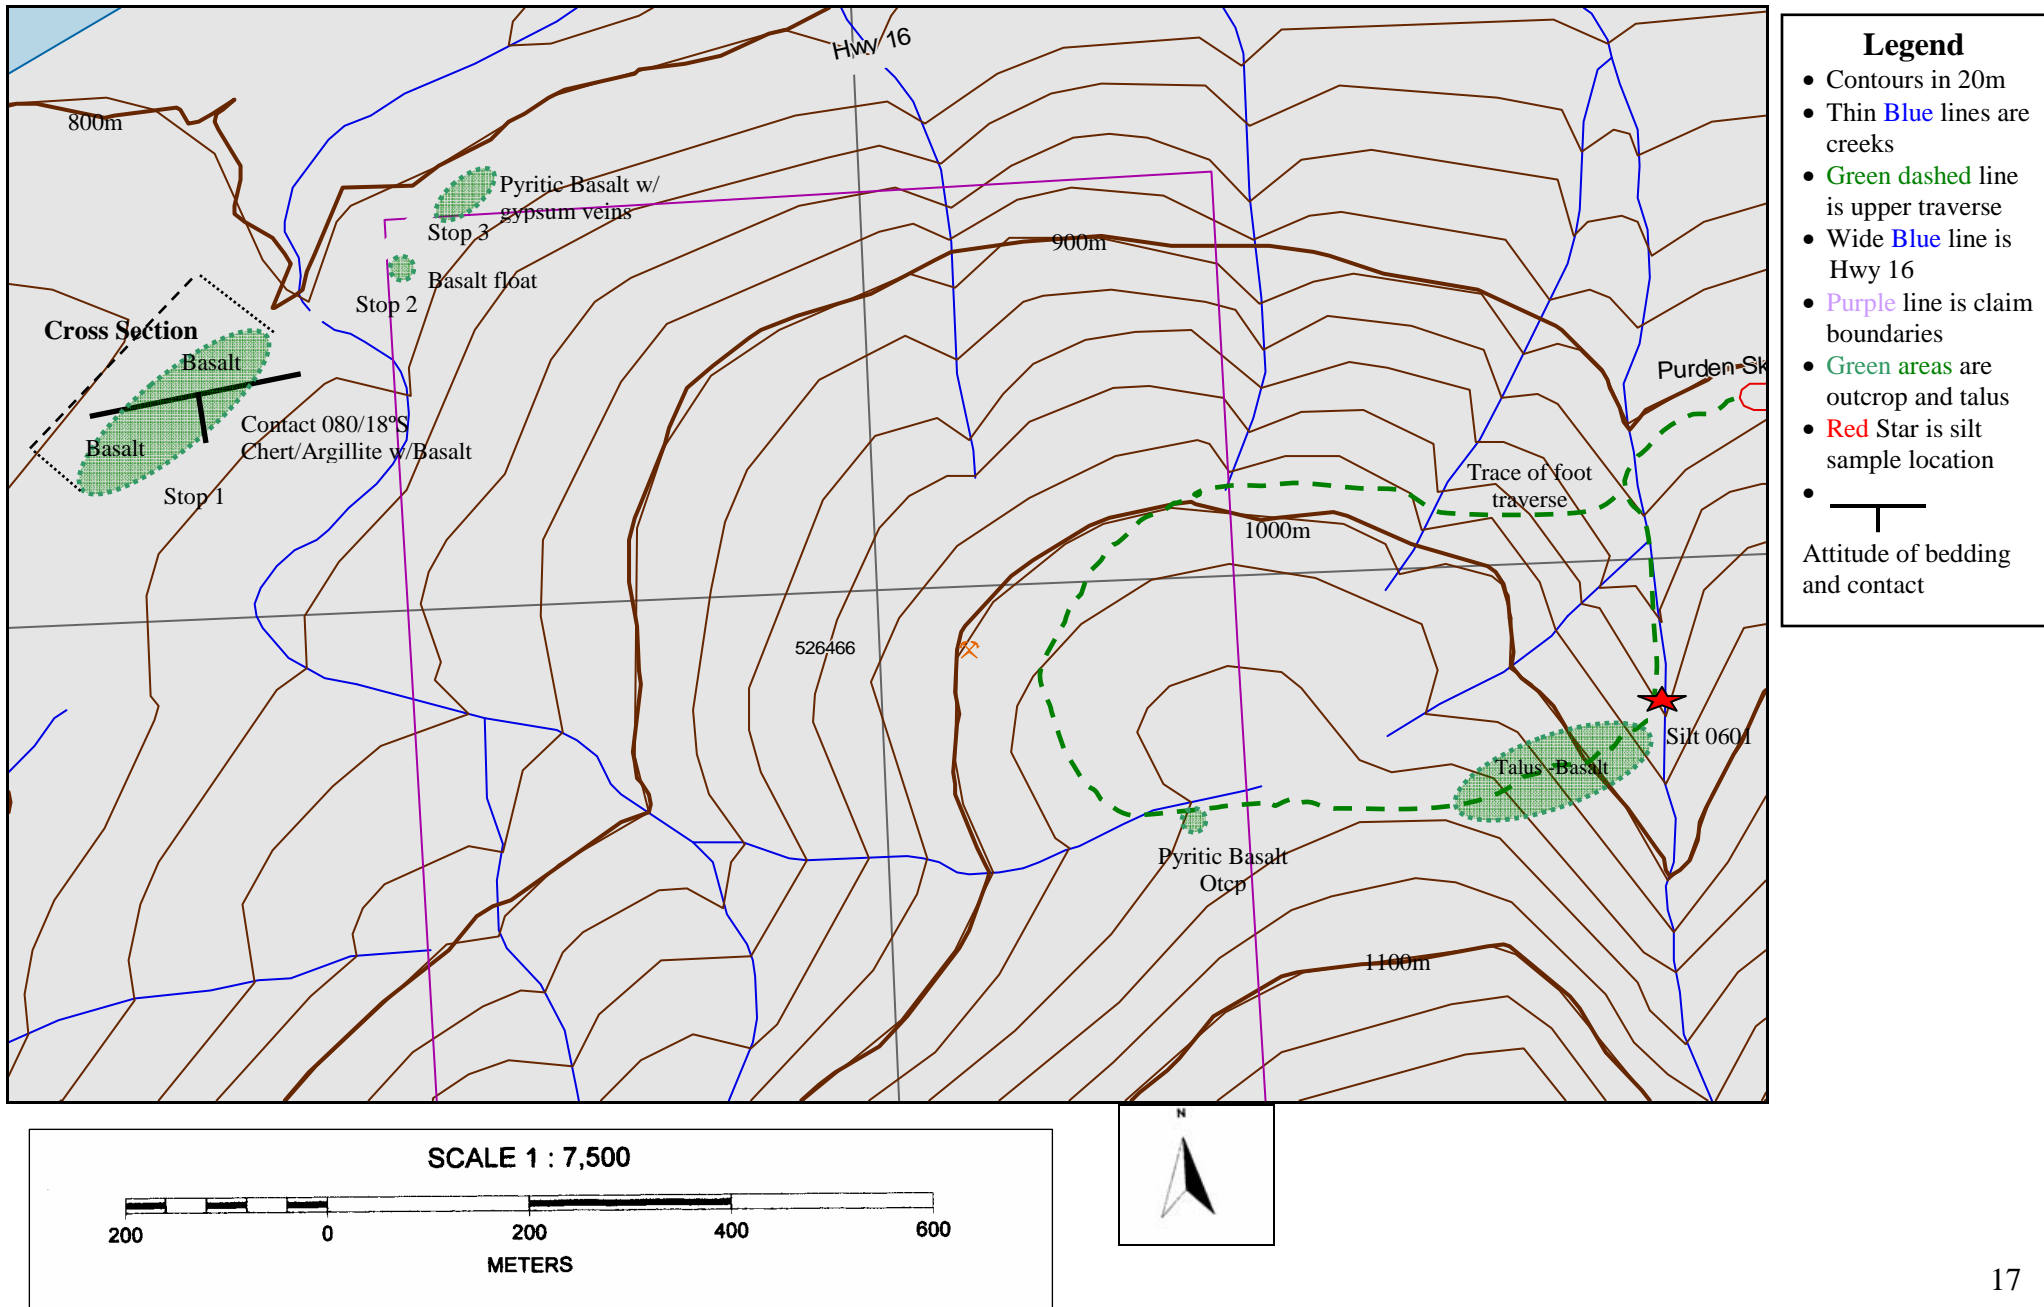 Hwy 16
800m
Pyritic Basalt w/
gypsum veins
Stop 3
900m
Basalt float
Stop 2
Cross Section
Basalt
Purden Sk
Contact 080/18°S
Basalt
Chert/Argillite w/Basalt
Stop 1
Trace of foot
traverse
1000m
526466
Silt 0601
Talus -Basalt
Pyritic Basalt
Otcp
1100m
Legend
• Contours in 20m
• Thin Blue lines are
creeks
• Green dashed line
is upper traverse
• Wide Blue line is
Hwy 16
• Purple line is claim
boundaries
• Green areas are
outcrop and talus
• Red Star is silt
sample location
•
Attitude of bedding
and contact
N
SCALE 1 : 7,500
200 0 200 400 600
METERS
17